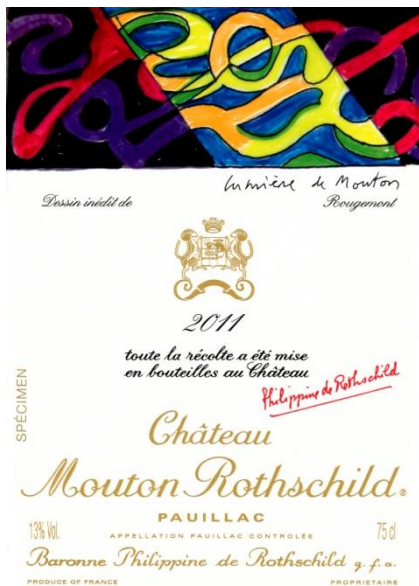 Lumière de Mouton
Dessin inédit de Rougemont
2011
toute la récolte a été mise
en bouteilles au Château
Philippine de Rothschild
SPÉCIMEN
Château
Mouton Rothschild®
PAUILLAC
13% Vol. APPELLATION PAUILLAC CONTROLÉE 75 cl
Baronne Philippine de Rothschild g.f.a.
PRODUCE OF FRANCE PROPRIETAIRE